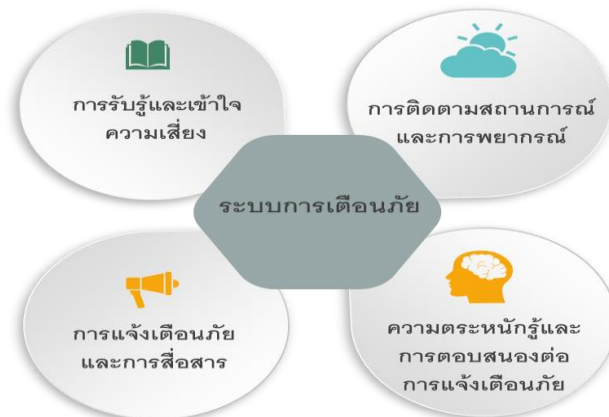 การรับรู้และเข้าใจ
ความเสี่ยง
การติดตามสถานการณ์
และการพยากรณ์
ระบบการเตือนภัย
การแจ้งเตือนภัย
และการสื่อสาร
ความตระหนักรู้และ
การตอบสนองต่อ
การแจ้งเตือนภัย